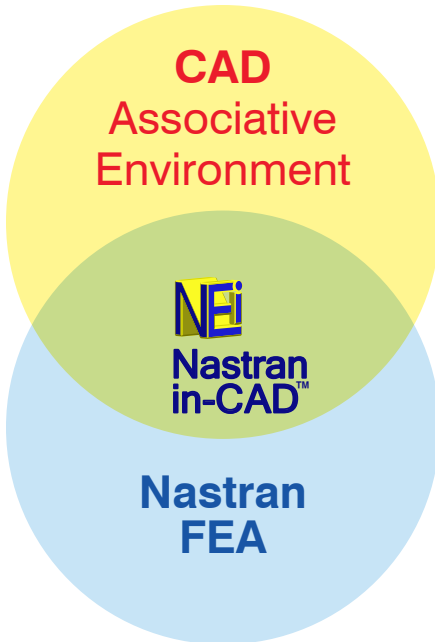 CAD
Associative
Environment
NEi
Nastran
in-CAD™
Nastran
FEA